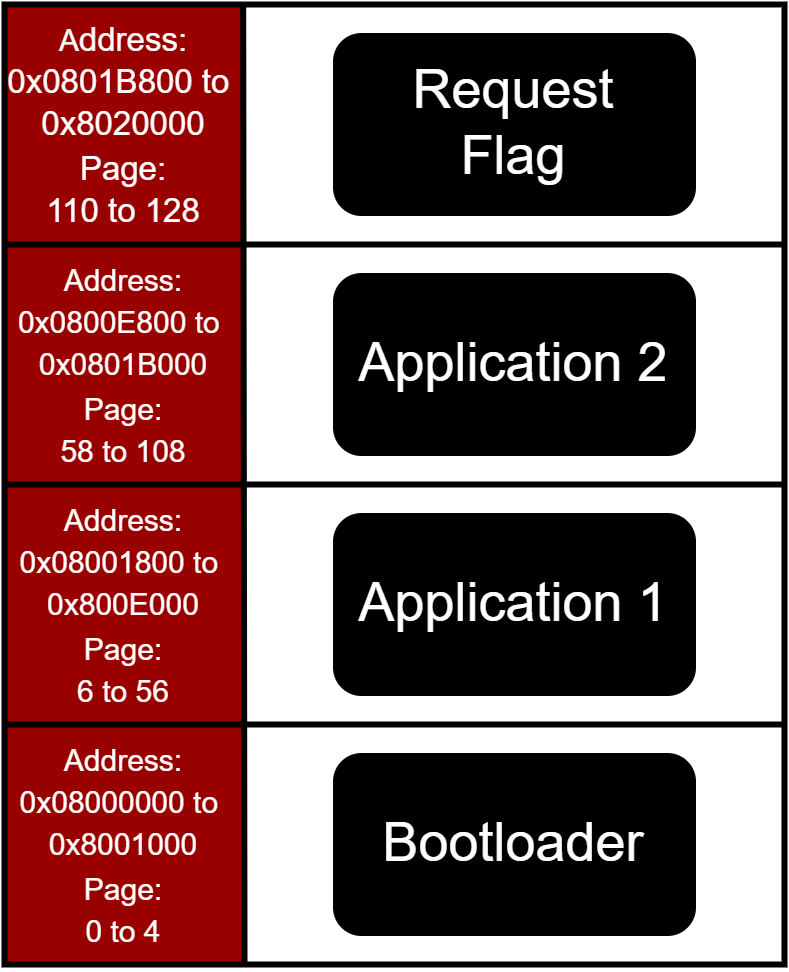 Address:
0x0801B800 to
0x8020000
Page:
110 to 128
Request
Flag
Address:
0x0800E800 to
0x0801B000
Page:
58 to 108
Application 2
Address:
0x08001800 to
0x800E000
Page:
6 to 56
Application 1
Address:
0x08000000 to
0x8001000
Page:
0 to 4
Bootloader